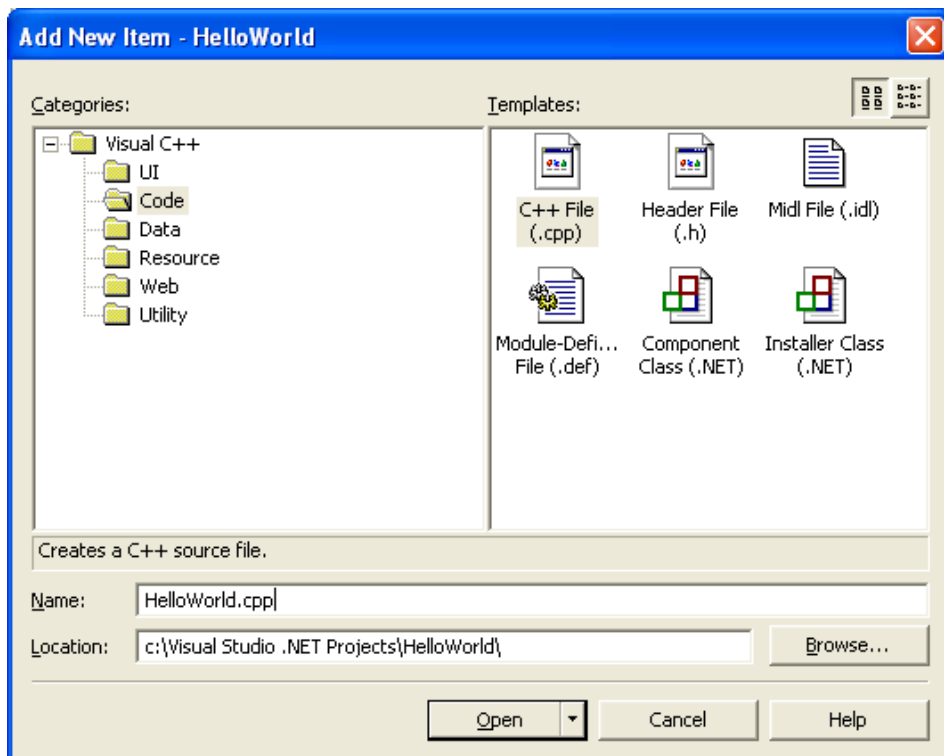 Add New Item - HelloWorld
Categories:
Templates:
Visual C++
UI
Code
Data
Resource
Web
Utility
C++ File
(.cpp)
Header File
(.h)
Midl File (.idl)
Module-Defi...
File (.def)
Component
Class (.NET)
Installer Class
(.NET)
Creates a C++ source file.
Name:
HelloWorld.cpp
Location:
c:\Visual Studio .NET Projects\HelloWorld\
Browse...
Open
Cancel
Help